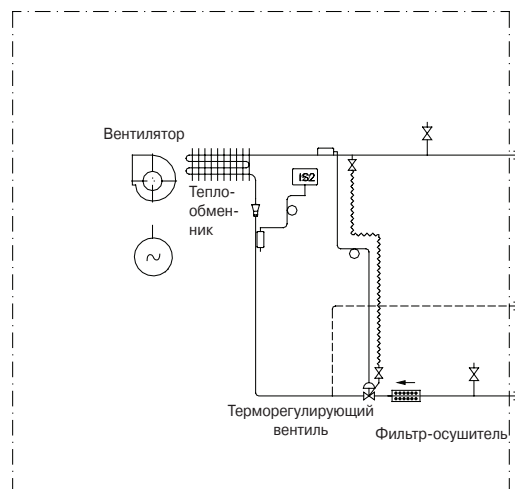 Вентилятор
IS2
Тепло-
обмен-
ник
Терморегулирующий
вентиль
Фильтр-осушитель